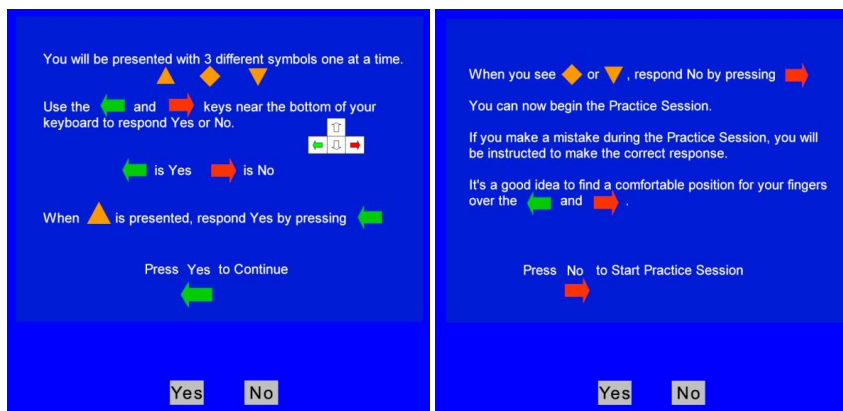 You will be presented with 3 different symbols one at a time.
Use the and keys near the bottom of your
keyboard to respond Yes or No.
is Yes is No
When is presented, respond Yes by pressing
Press Yes to Continue
Yes No
When you see or , respond No by pressing
You can now begin the Practice Session.
If you make a mistake during the Practice Session, you will
be instructed to make the correct response.
It's a good idea to find a comfortable position for your fingers
over the and .
Press No to Start Practice Session
Yes No